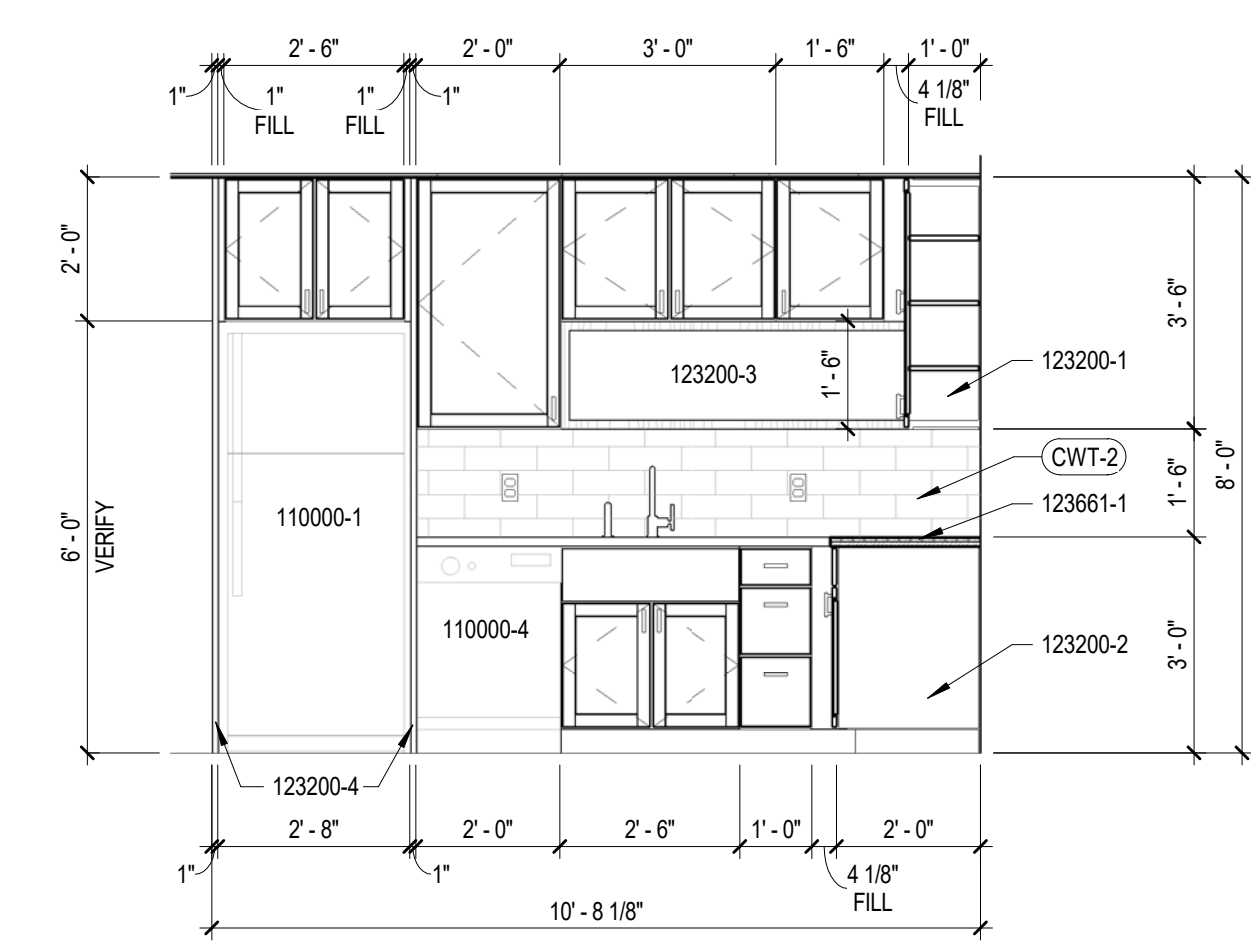 2' - 6"
2' - 0"
3' - 0"
1' - 6"
1' - 0"
1"
1"
FILL
1"
FILL
1"
4 1/8"
FILL
2' - 0"
3' - 6"
123200-3
1' - 6"
123200-1
CWT-2
1' - 6"
8' - 0"
123661-1
6' - 0"
VERIFY
110000-1
110000-4
123200-2
3' - 0"
123200-4
2' - 8"
2' - 0"
2' - 6"
1' - 0"
2' - 0"
1"
1"
4 1/8"
FILL
10' - 8 1/8"